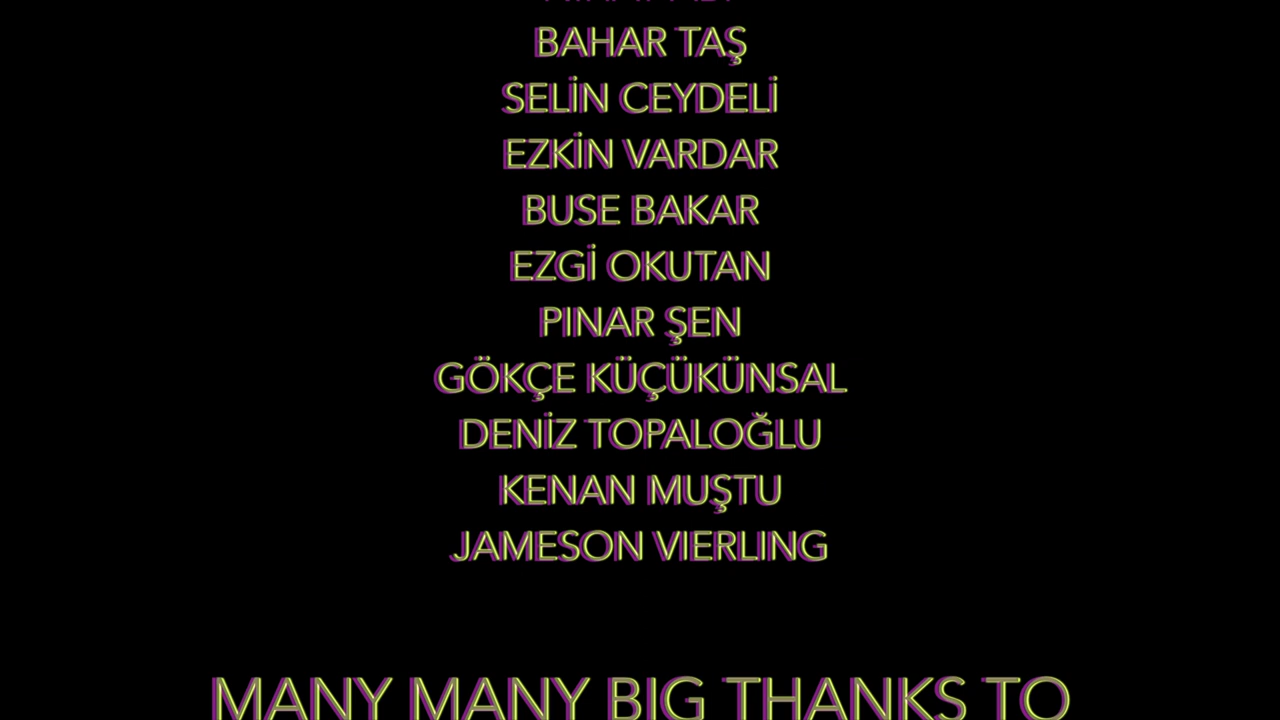 BAHAR TAŞ
SELİN CEYDELİ
EZKİN VARDAR
BUSE BAKAR
EZGİ OKUTAN
PINAR ŞEN
GÖKÇE KÜÇÜKÜNSAL
DENİZ TOPALOĞLU
KENAN MUŞTU
JAMESON VIERLING
MANY MANY BIG THANKS TO